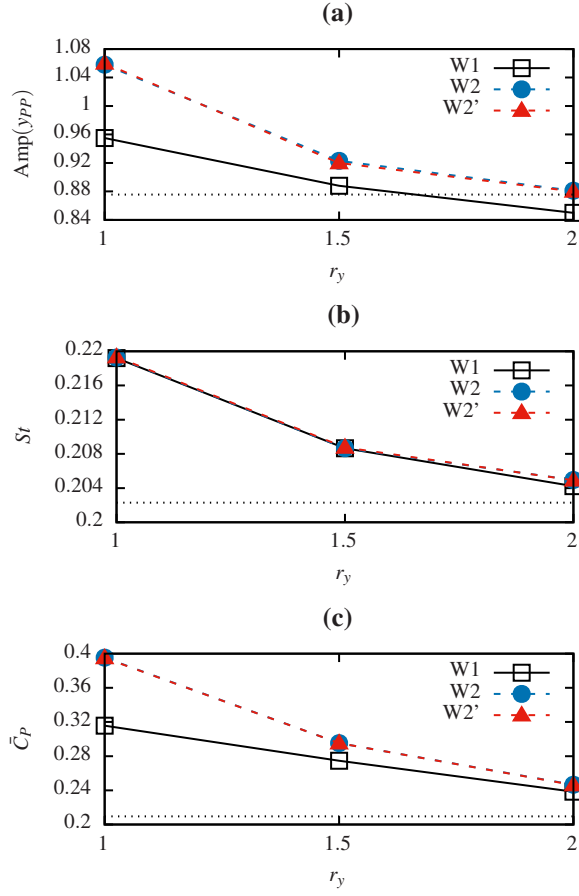 (a)
1.08
1.04
1
0.96
0.92
0.88
0.84
Amp(y_PP)
W1
W2
W2'
1 1.5 2
r_y
(b)
0.22
0.216
0.212
0.208
0.204
0.2
St
W1
W2
W2'
1 1.5 2
r_y
(c)
0.4
0.36
0.32
0.28
0.24
0.2
C̄_P
W1
W2
W2'
1 1.5 2
r_y